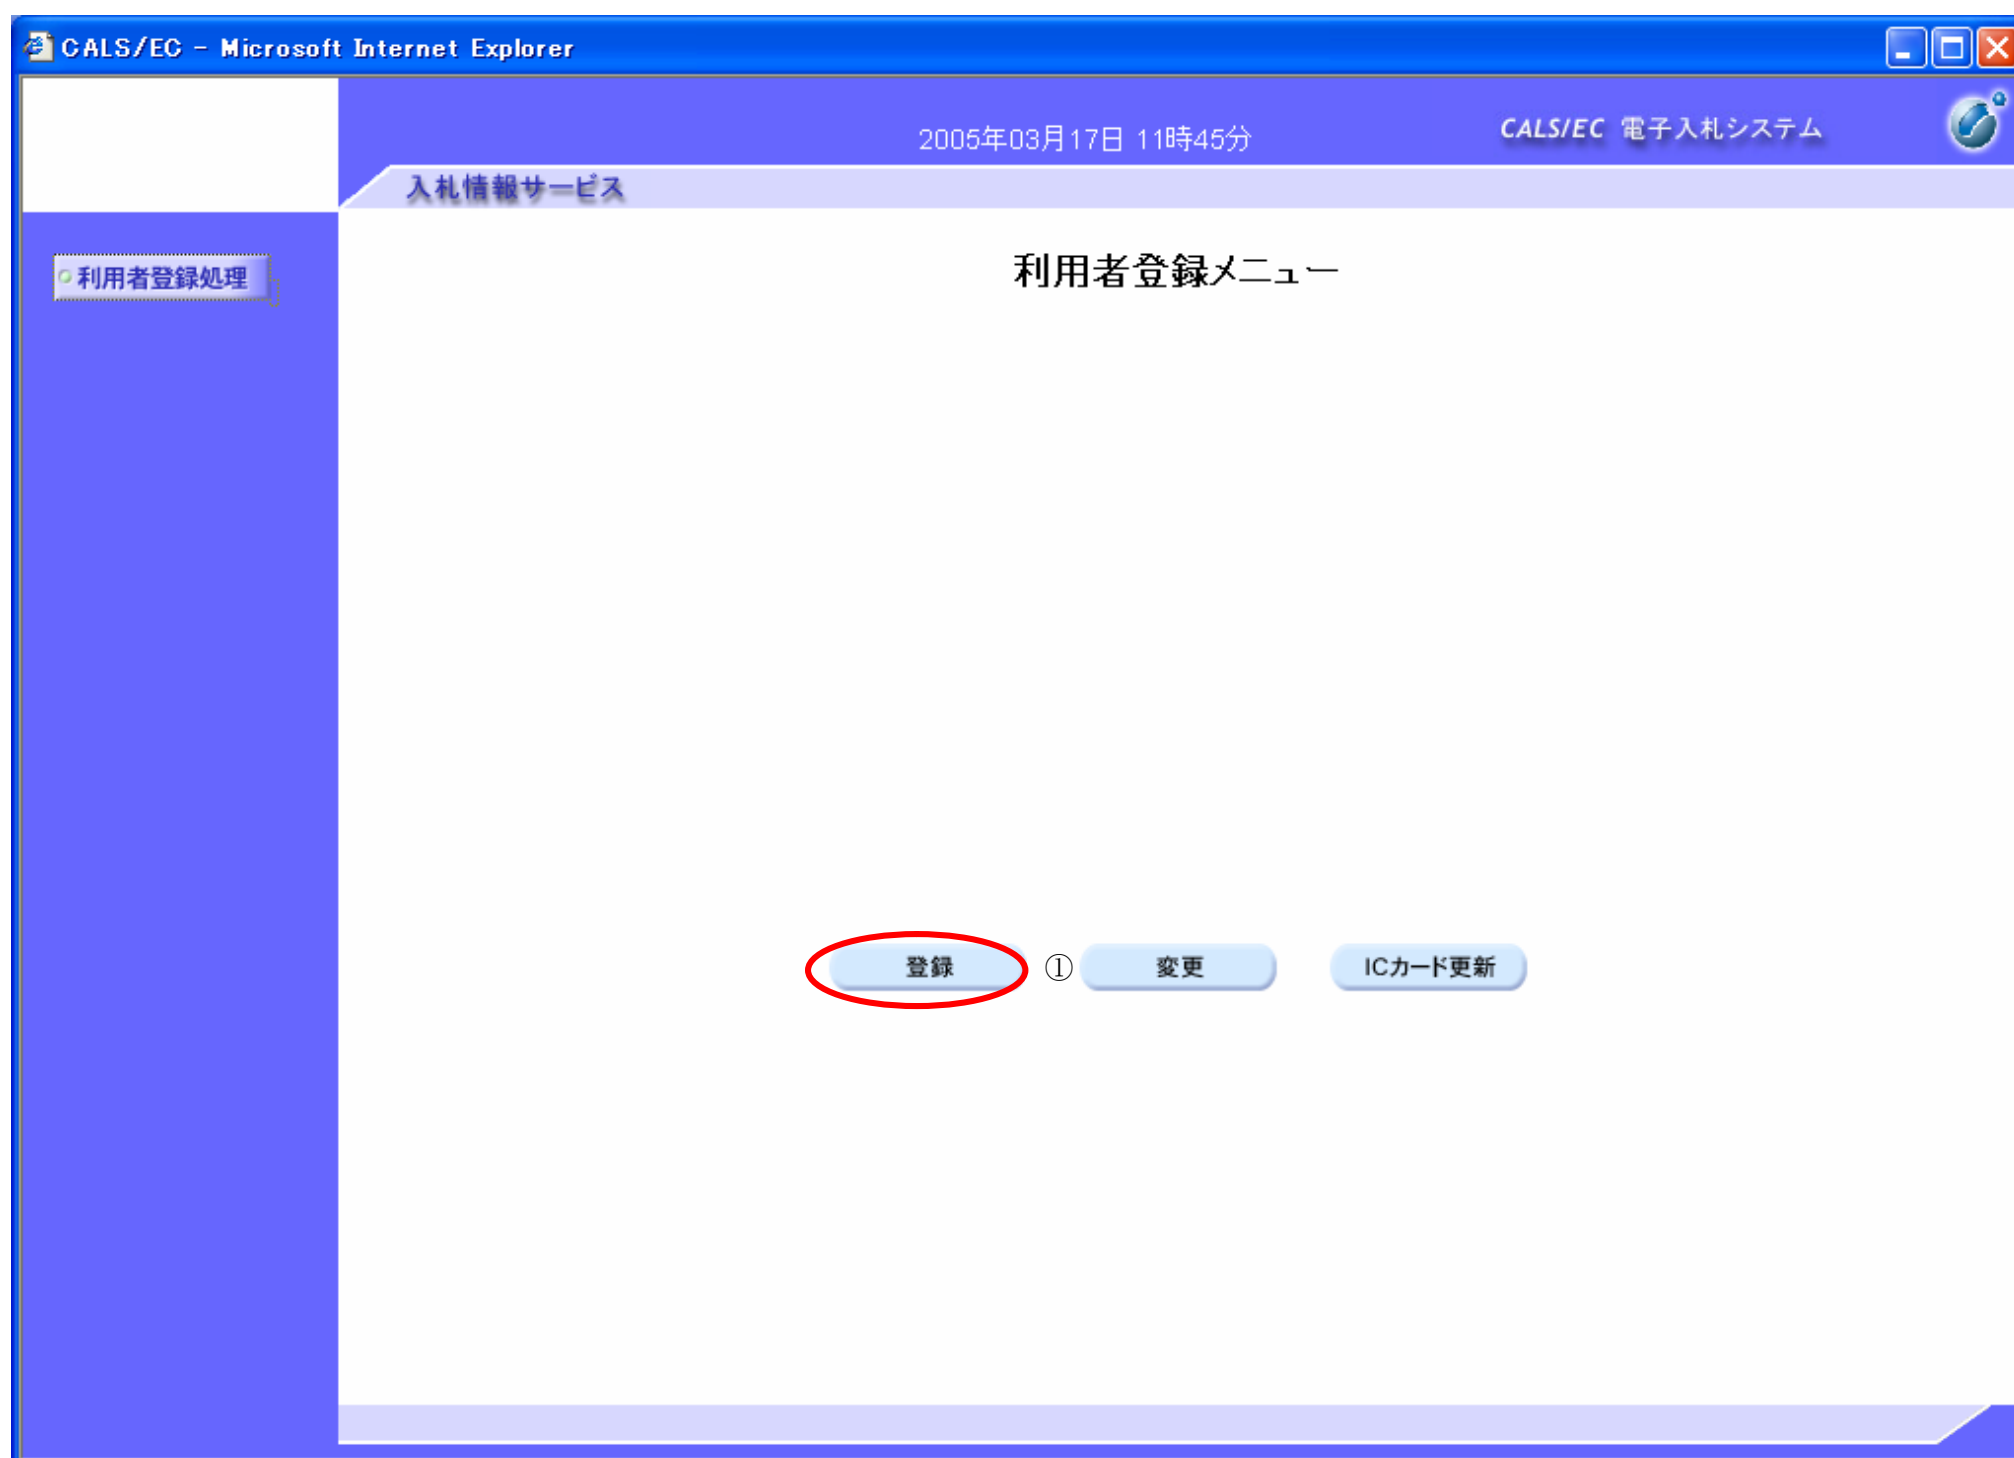 CALS/EC - Microsoft Internet Explorer
2005年03月17日 11時45分
CALS/EC 電子入札システム
入札情報サービス
利用者登録処理
利用者登録メニュー
登録 ① 変更 ICカード更新